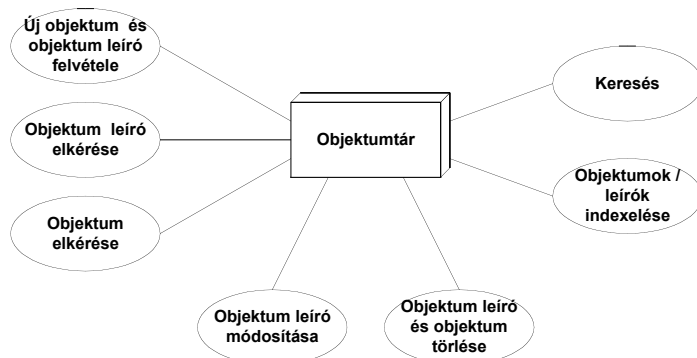 Új objektum és
objektum leíró
felvétele
Objektum leíró
elkérése
Objektum
elkérése
Objektumtár
Keresés
Objektumok /
leírók
indexelése
Objektum leíró
módosítása
Objektum leíró
és objektum
törlése